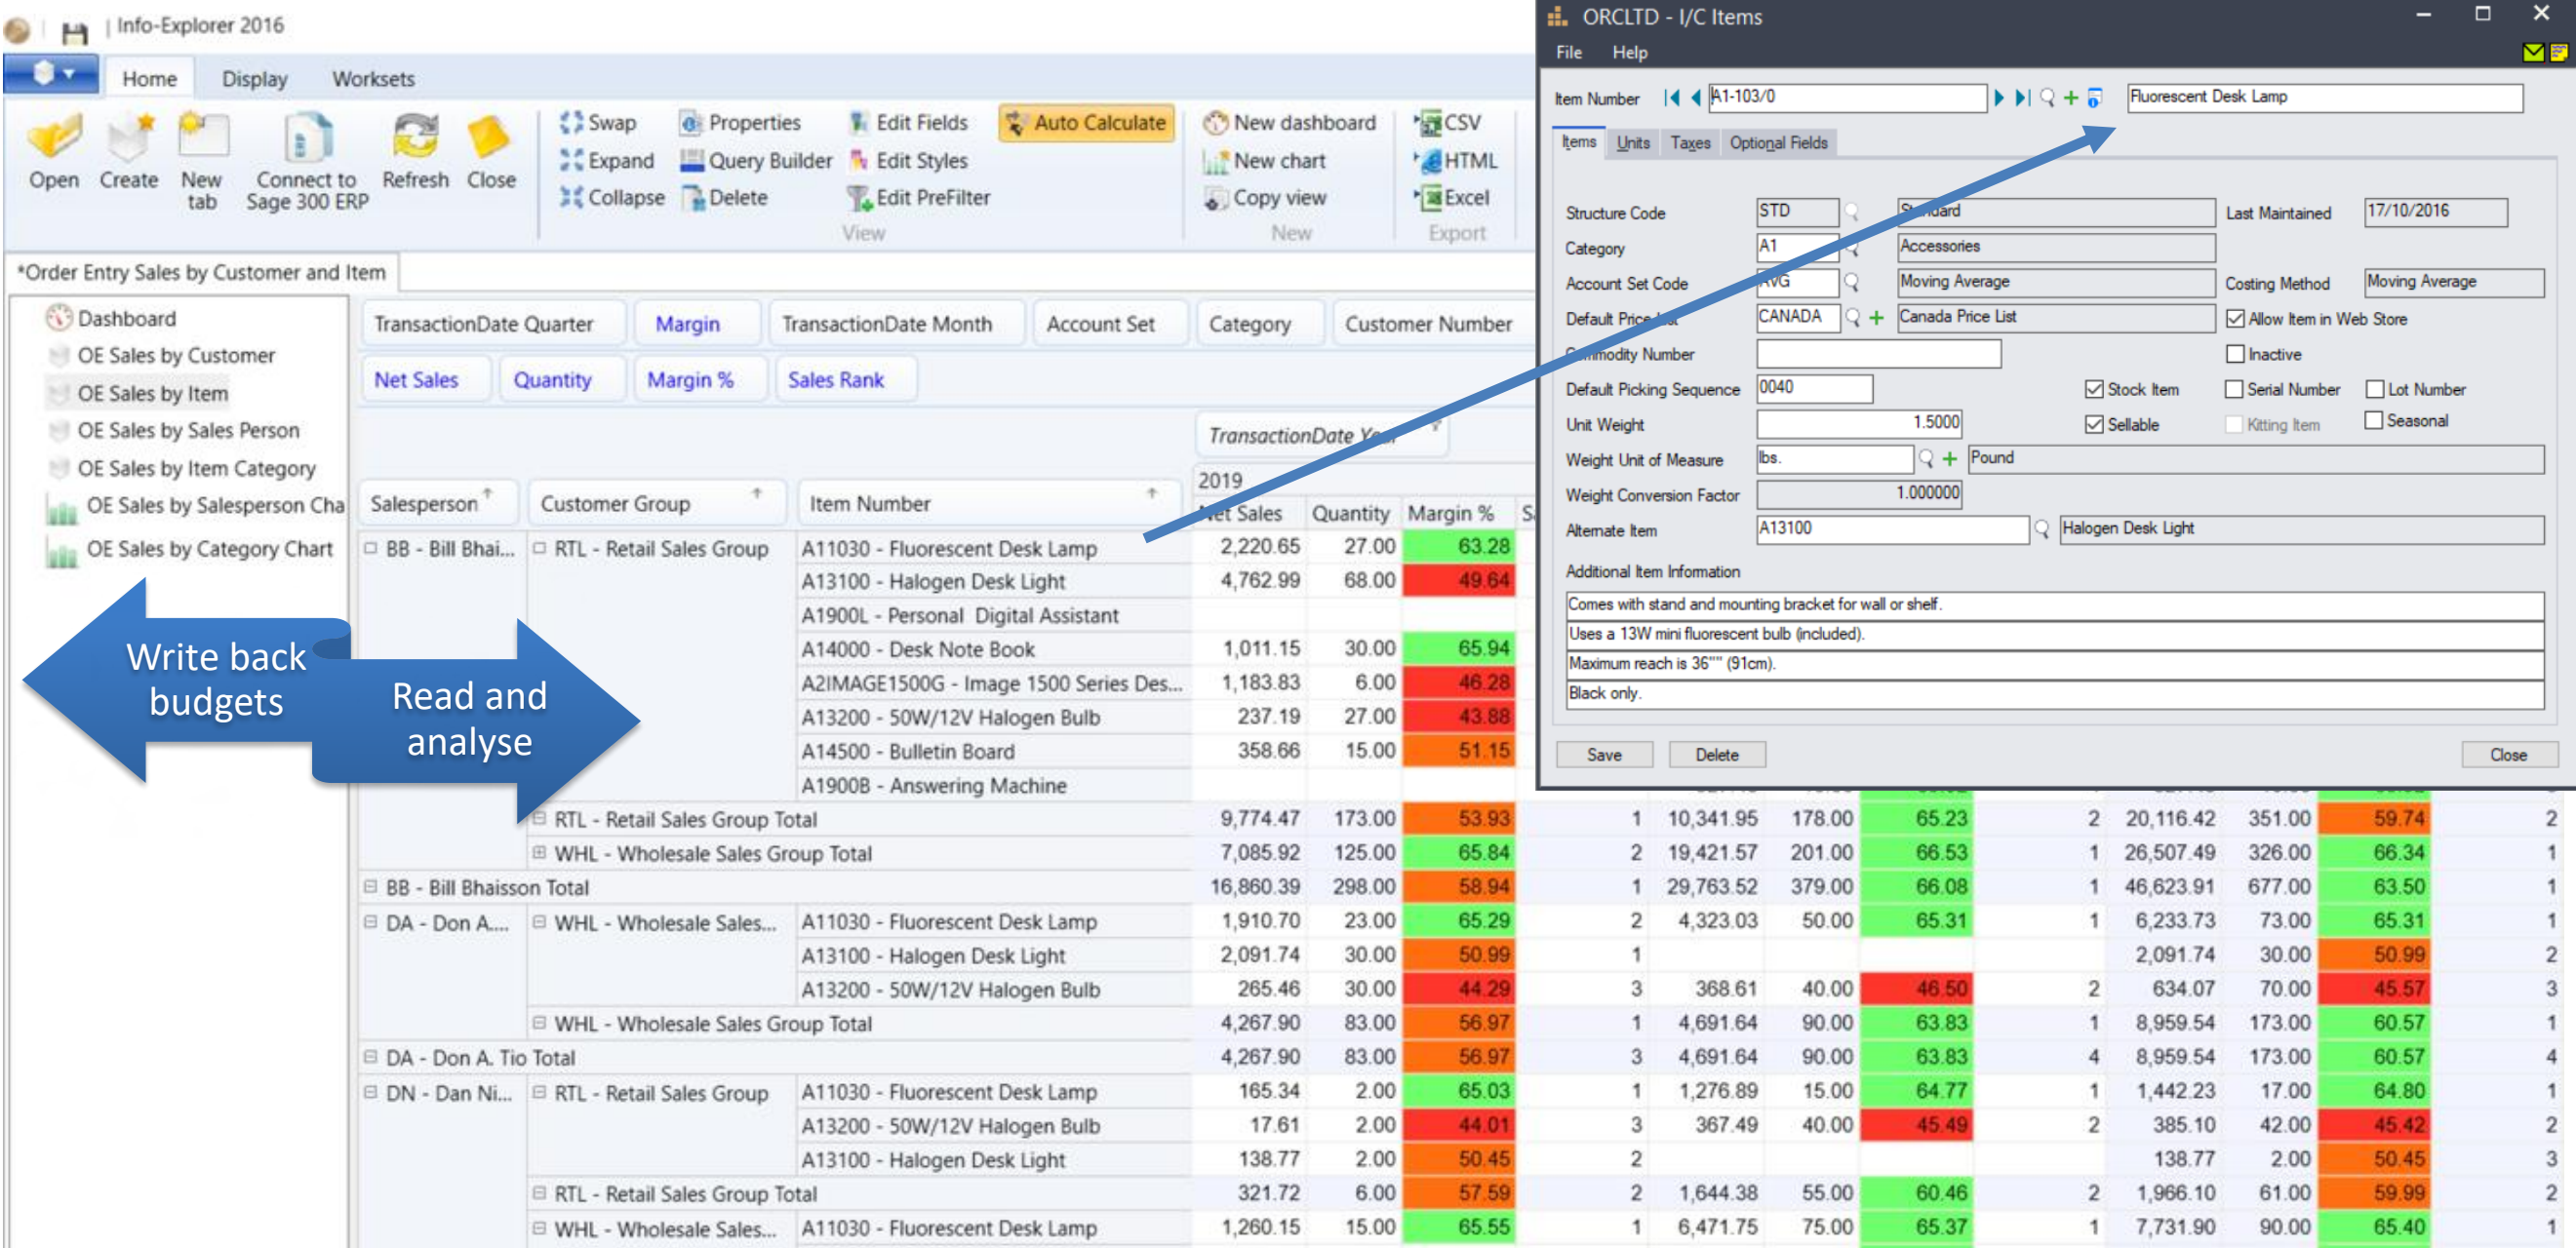 Info-Explorer 2016
Home Display Worksets
Open Create New tab Connect to Sage 300 ERP Refresh Close
Swap Properties Edit Fields Auto Calculate New dashboard CSV
Expand Query Builder Edit Styles New chart HTML
Collapse Delete Edit PreFilter Copy view Excel
View New Export
*Order Entry Sales by Customer and Item
Dashboard
OE Sales by Customer
OE Sales by Item
OE Sales by Sales Person
OE Sales by Item Category
OE Sales by Salesperson Cha
OE Sales by Category Chart
Write back
budgets
Read and
analyse
TransactionDate Quarter Margin TransactionDate Month Account Set Category Customer Number
Net Sales Quantity Margin % Sales Rank
TransactionDate Year
2019
Salesperson Customer Group Item Number Net Sales Quantity Margin %
BB - Bill Bhai... RTL - Retail Sales Group A11030 - Fluorescent Desk Lamp 2,220.65 27.00 63.28
A13100 - Halogen Desk Light 4,762.99 68.00 49.64
A1900L - Personal Digital Assistant
A14000 - Desk Note Book 1,011.15 30.00 65.94
A2IMAGE1500G - Image 1500 Series Des... 1,183.83 6.00 46.28
A13200 - 50W/12V Halogen Bulb 237.19 27.00 43.88
A14500 - Bulletin Board 358.66 15.00 51.15
A1900B - Answering Machine
RTL - Retail Sales Group Total 9,774.47 173.00 53.93 1 10,341.95 178.00 65.23 2 20,116.42 351.00 59.74 2
WHL - Wholesale Sales Group Total 7,085.92 125.00 65.84 2 19,421.57 201.00 66.53 1 26,507.49 326.00 66.34 1
BB - Bill Bhaisson Total 16,860.39 298.00 58.94 1 29,763.52 379.00 66.08 1 46,623.91 677.00 63.50 1
DA - Don A.... WHL - Wholesale Sales... A11030 - Fluorescent Desk Lamp 1,910.70 23.00 65.29 2 4,323.03 50.00 65.31 1 6,233.73 73.00 65.31 1
A13100 - Halogen Desk Light 2,091.74 30.00 50.99 1 2,091.74 30.00 50.99 2
A13200 - 50W/12V Halogen Bulb 265.46 30.00 44.29 3 368.61 40.00 46.50 2 634.07 70.00 45.57 3
WHL - Wholesale Sales Group Total 4,267.90 83.00 56.97 1 4,691.64 90.00 63.83 1 8,959.54 173.00 60.57 1
DA - Don A. Tio Total 4,267.90 83.00 56.97 3 4,691.64 90.00 63.83 4 8,959.54 173.00 60.57 4
DN - Dan Ni... RTL - Retail Sales Group A11030 - Fluorescent Desk Lamp 165.34 2.00 65.03 1 1,276.89 15.00 64.77 1 1,442.23 17.00 64.80 1
A13200 - 50W/12V Halogen Bulb 17.61 2.00 44.01 3 367.49 40.00 45.49 2 385.10 42.00 45.42 2
A13100 - Halogen Desk Light 138.77 2.00 50.45 2 138.77 2.00 50.45 3
RTL - Retail Sales Group Total 321.72 6.00 57.59 2 1,644.38 55.00 60.46 2 1,966.10 61.00 59.99 2
WHL - Wholesale Sales... A11030 - Fluorescent Desk Lamp 1,260.15 15.00 65.55 1 6,471.75 75.00 65.37 1 7,731.90 90.00 65.40 1
ORCLTD - I/C Items
File Help
Item Number A1-103/0 Fluorescent Desk Lamp
Items Units Taxes Optional Fields
Structure Code STD Standard Last Maintained 17/10/2016
Category A1 Accessories
Account Set Code AVG Moving Average Costing Method Moving Average
Default Price List CANADA Canada Price List Allow Item in Web Store
Commodity Number Inactive
Default Picking Sequence 0040 Stock Item Serial Number Lot Number
Unit Weight 1.5000 Sellable Kitting Item Seasonal
Weight Unit of Measure lbs. Pound
Weight Conversion Factor 1.000000
Alternate Item A13100 Halogen Desk Light
Additional Item Information
Comes with stand and mounting bracket for wall or shelf.
Uses a 13W mini fluorescent bulb (included).
Maximum reach is 36"" (91cm).
Black only.
Save Delete Close